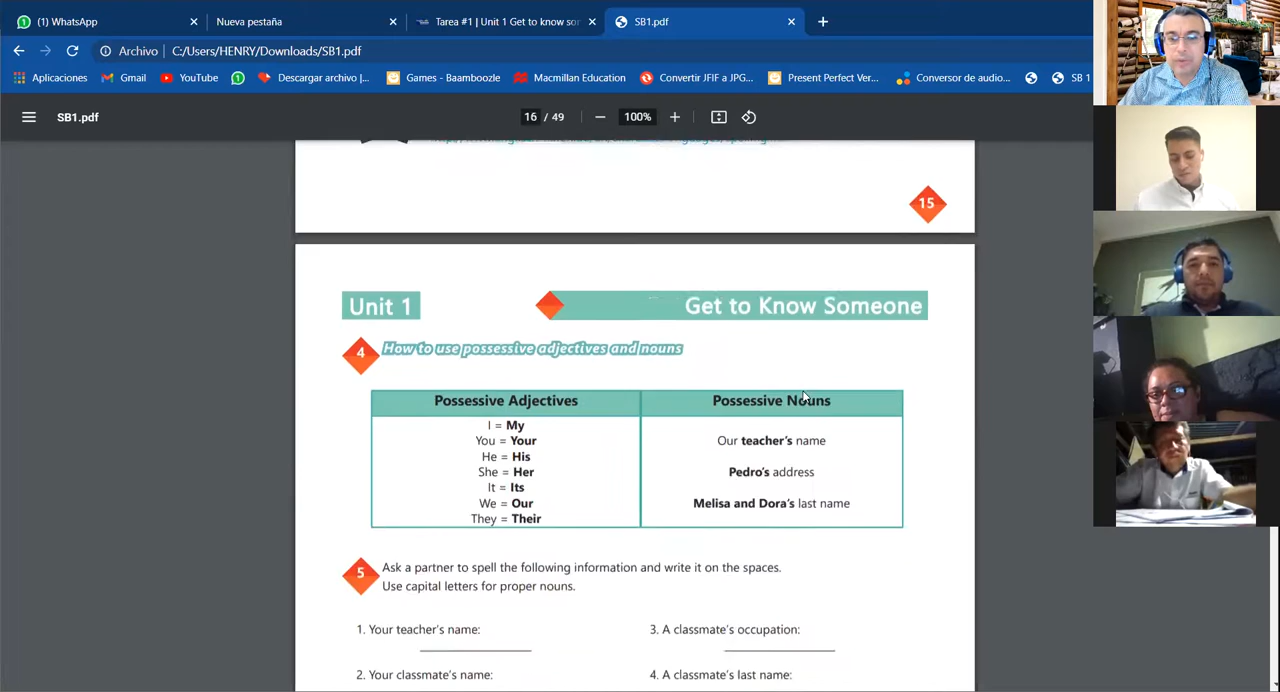 (1) WhatsApp
Nueva pestaña
Tarea #1 | Unit 1 Get to know sor
SB1.pdf
Archivo | C:/Users/HENRY/Downloads/SB1.pdf
Aplicaciones
Gmail
YouTube
Descargar archivo |...
Games - Baamboozle
Macmillan Education
Convertir JFIF a JPG...
Present Perfect Ver...
Conversor de audio...
SB 1
SB1.pdf
16 / 49
100%
15
Unit 1
Get to Know Someone
4
How to use possessive adjectives and nouns
Possessive Adjectives
Possessive Nouns
I = My
You = Your
He = His
She = Her
It = Its
We = Our
They = Their
Our teacher's name
Pedro's address
Melisa and Dora's last name
5
Ask a partner to spell the following information and write it on the spaces.
Use capital letters for proper nouns.
1. Your teacher's name:
3. A classmate's occupation:
2. Your classmate's name:
4. A classmate's last name: